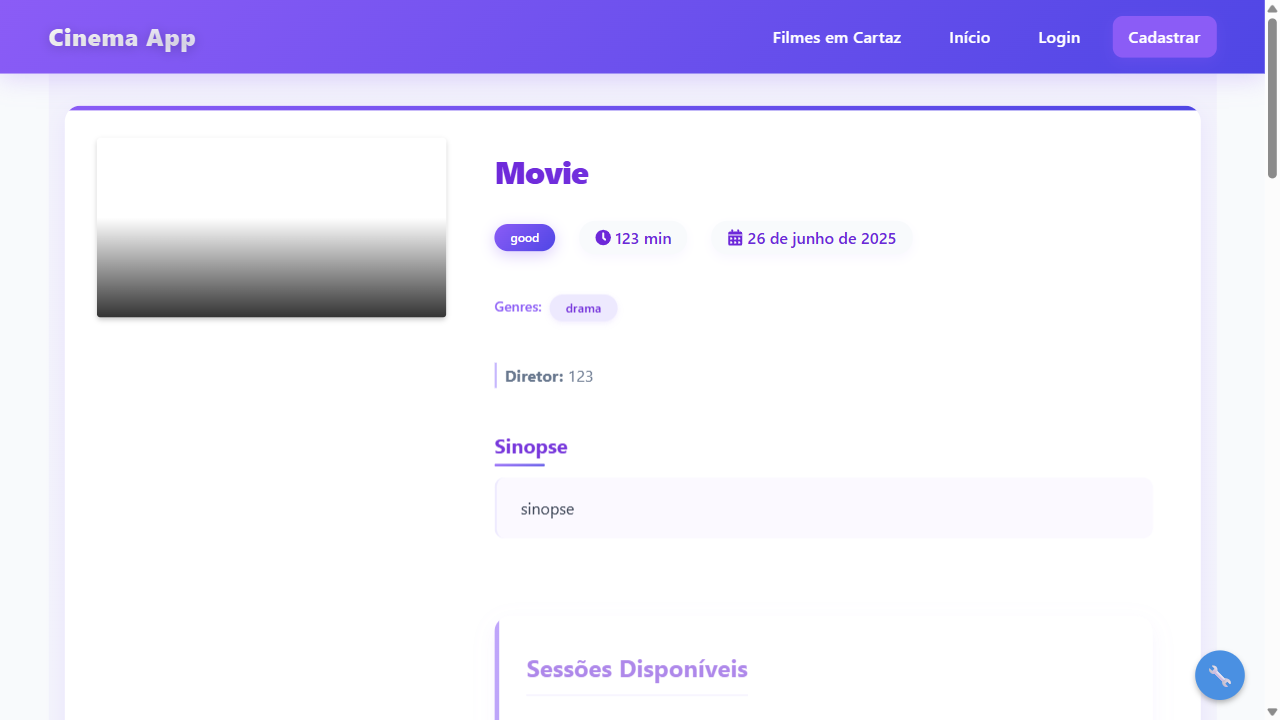 Cinema App
Filmes em Cartaz
Início
Login
Cadastrar
Movie
good
123 min
26 de junho de 2025
Genres:
drama
Diretor: 123
Sinopse
sinopse
Sessões Disponíveis